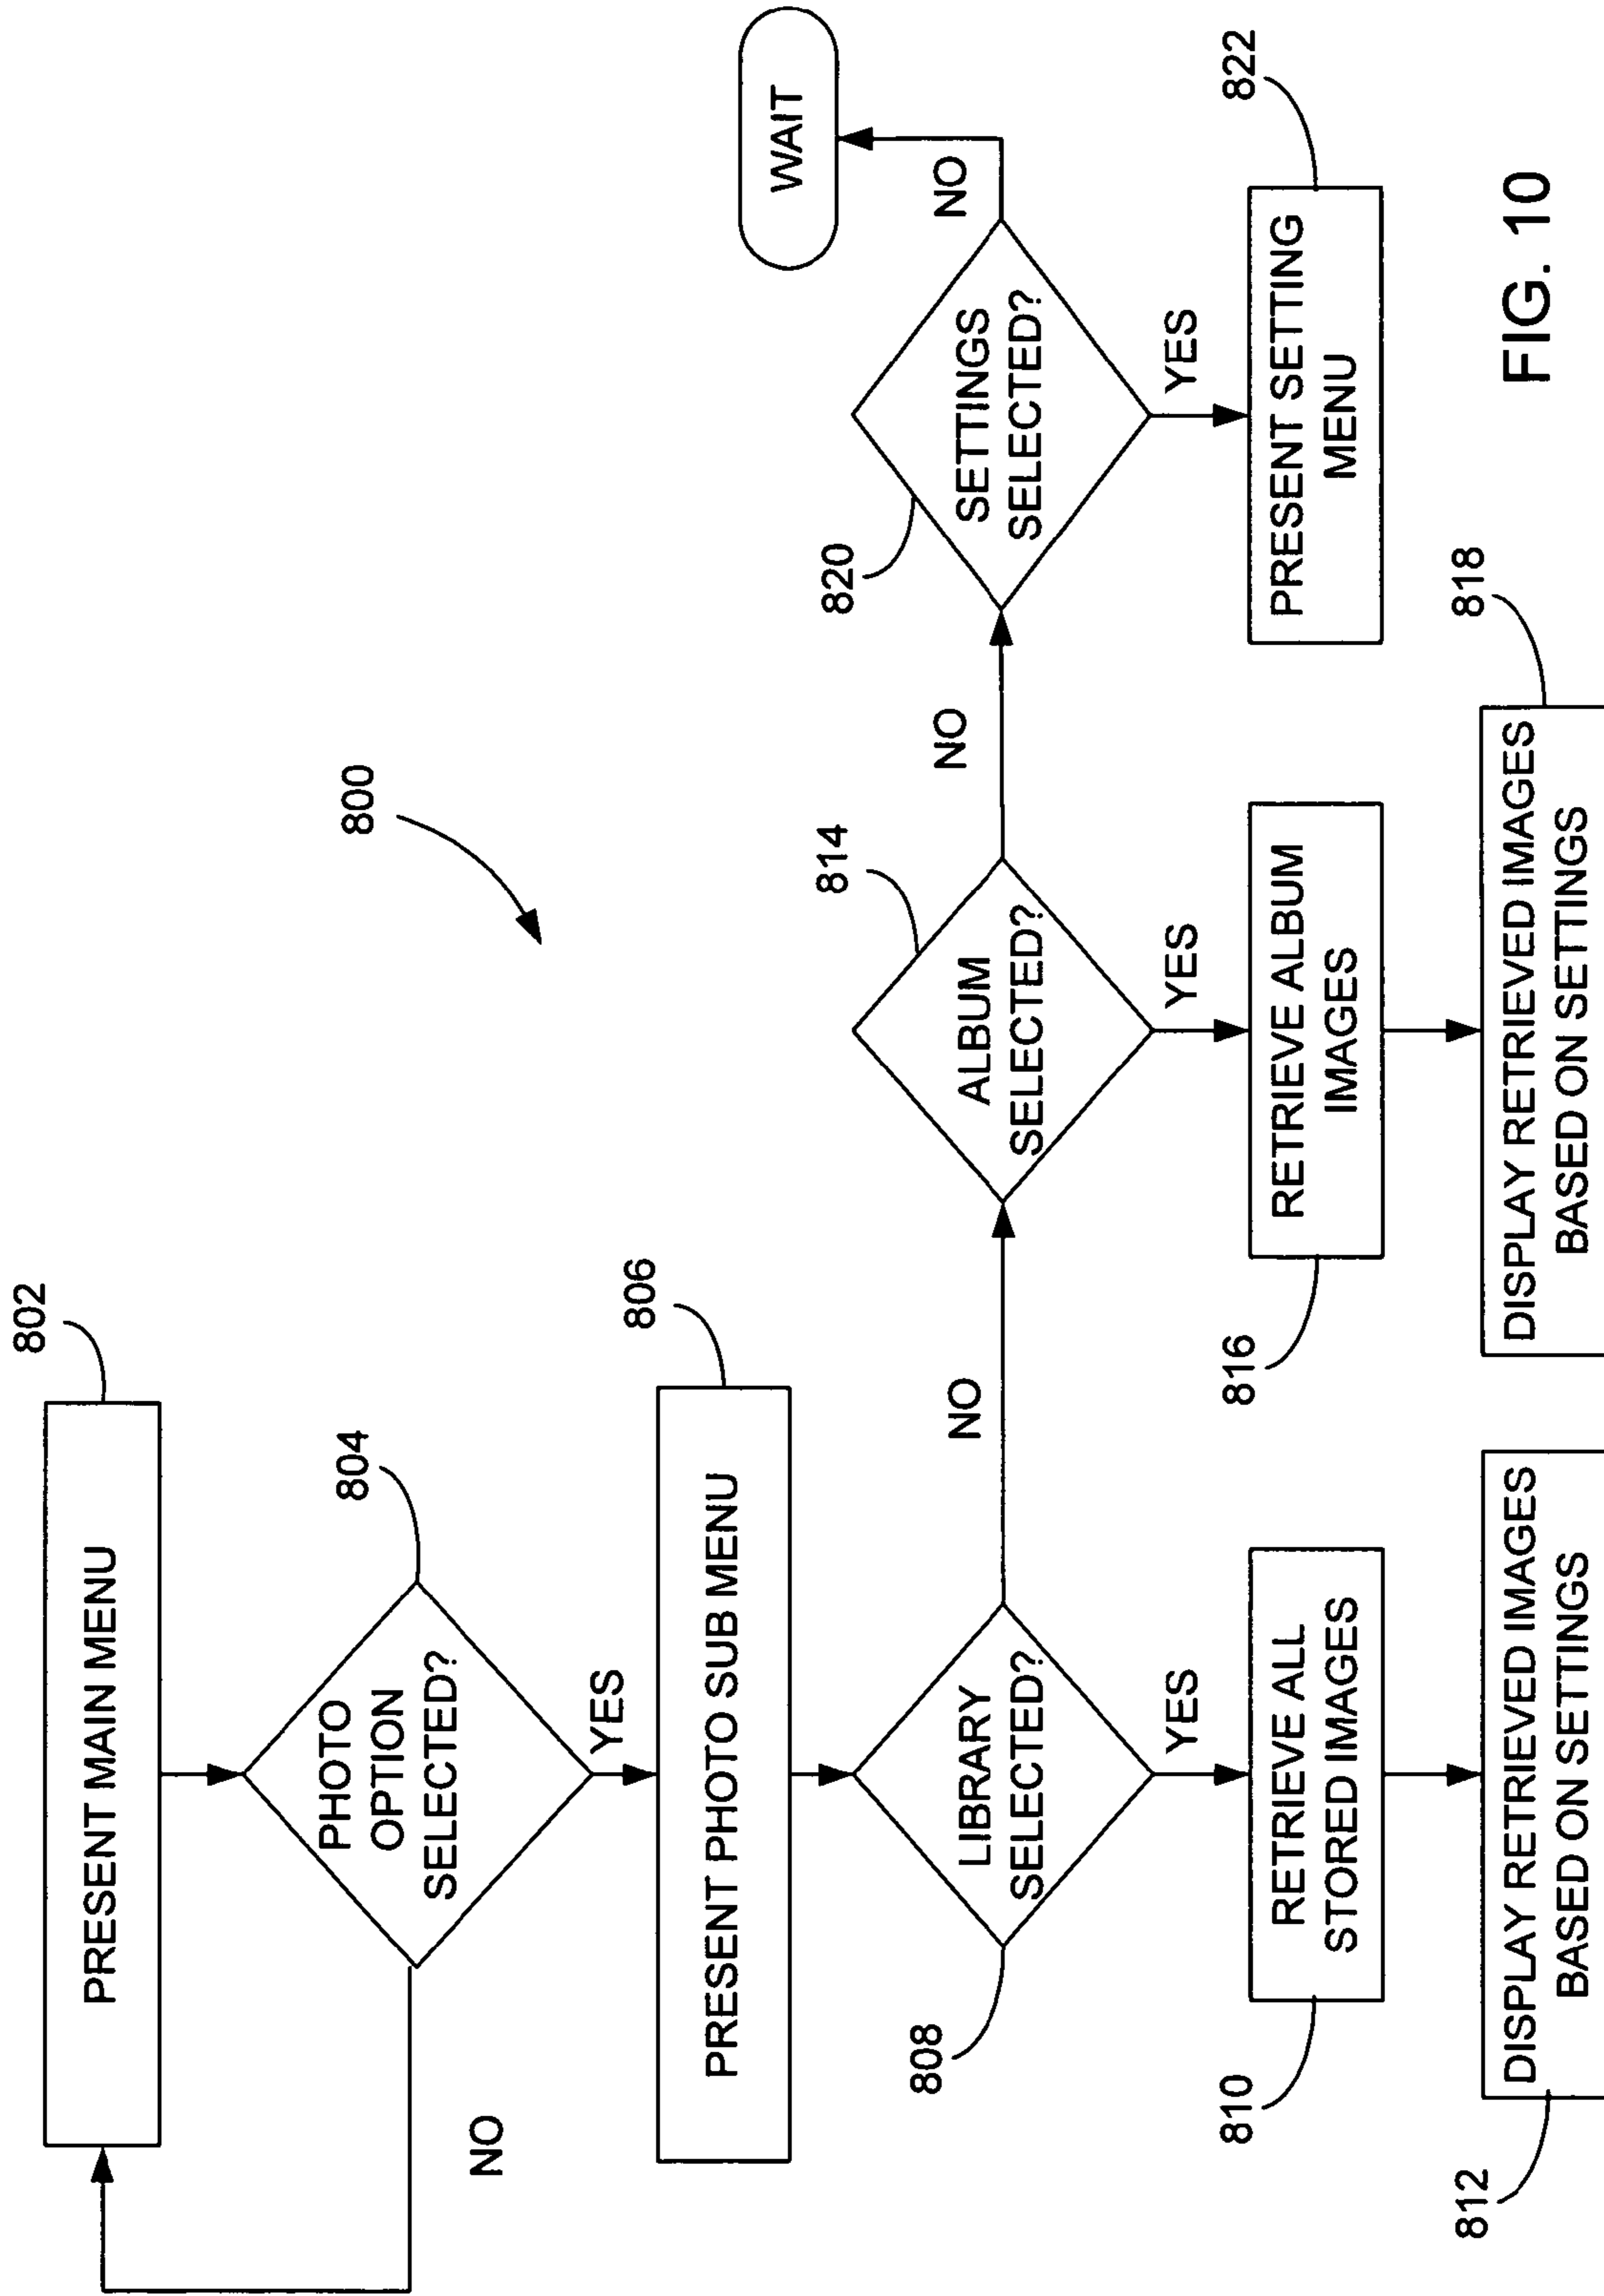 800
802
PRESENT MAIN MENU
804
PHOTO
OPTION
SELECTED?
NO
YES
806
PRESENT PHOTO SUB MENU
808
LIBRARY
SELECTED?
NO
YES
810
RETRIEVE ALL
STORED IMAGES
812
DISPLAY RETRIEVED IMAGES
BASED ON SETTINGS
814
ALBUM
SELECTED?
NO
YES
816
RETRIEVE ALBUM
IMAGES
818
DISPLAY RETRIEVED IMAGES
BASED ON SETTINGS
820
SETTINGS
SELECTED?
NO
WAIT
YES
822
PRESENT SETTING
MENU
FIG. 10